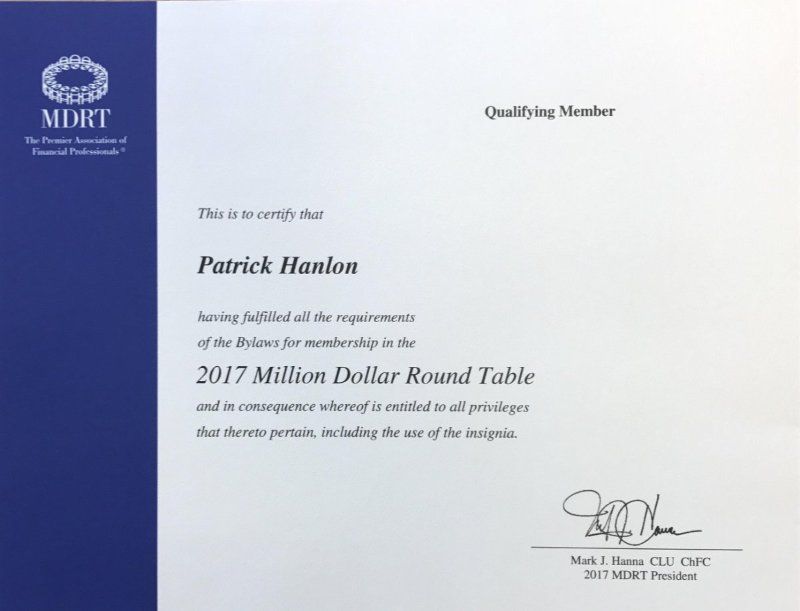 MDRT
The Premier Association of
Financial Professionals ®
Qualifying Member
This is to certify that
Patrick Hanlon
having fulfilled all the requirements
of the Bylaws for membership in the
2017 Million Dollar Round Table
and in consequence whereof is entitled to all privileges
that thereto pertain, including the use of the insignia.
Mark J. Hanna CLU ChFC
2017 MDRT President